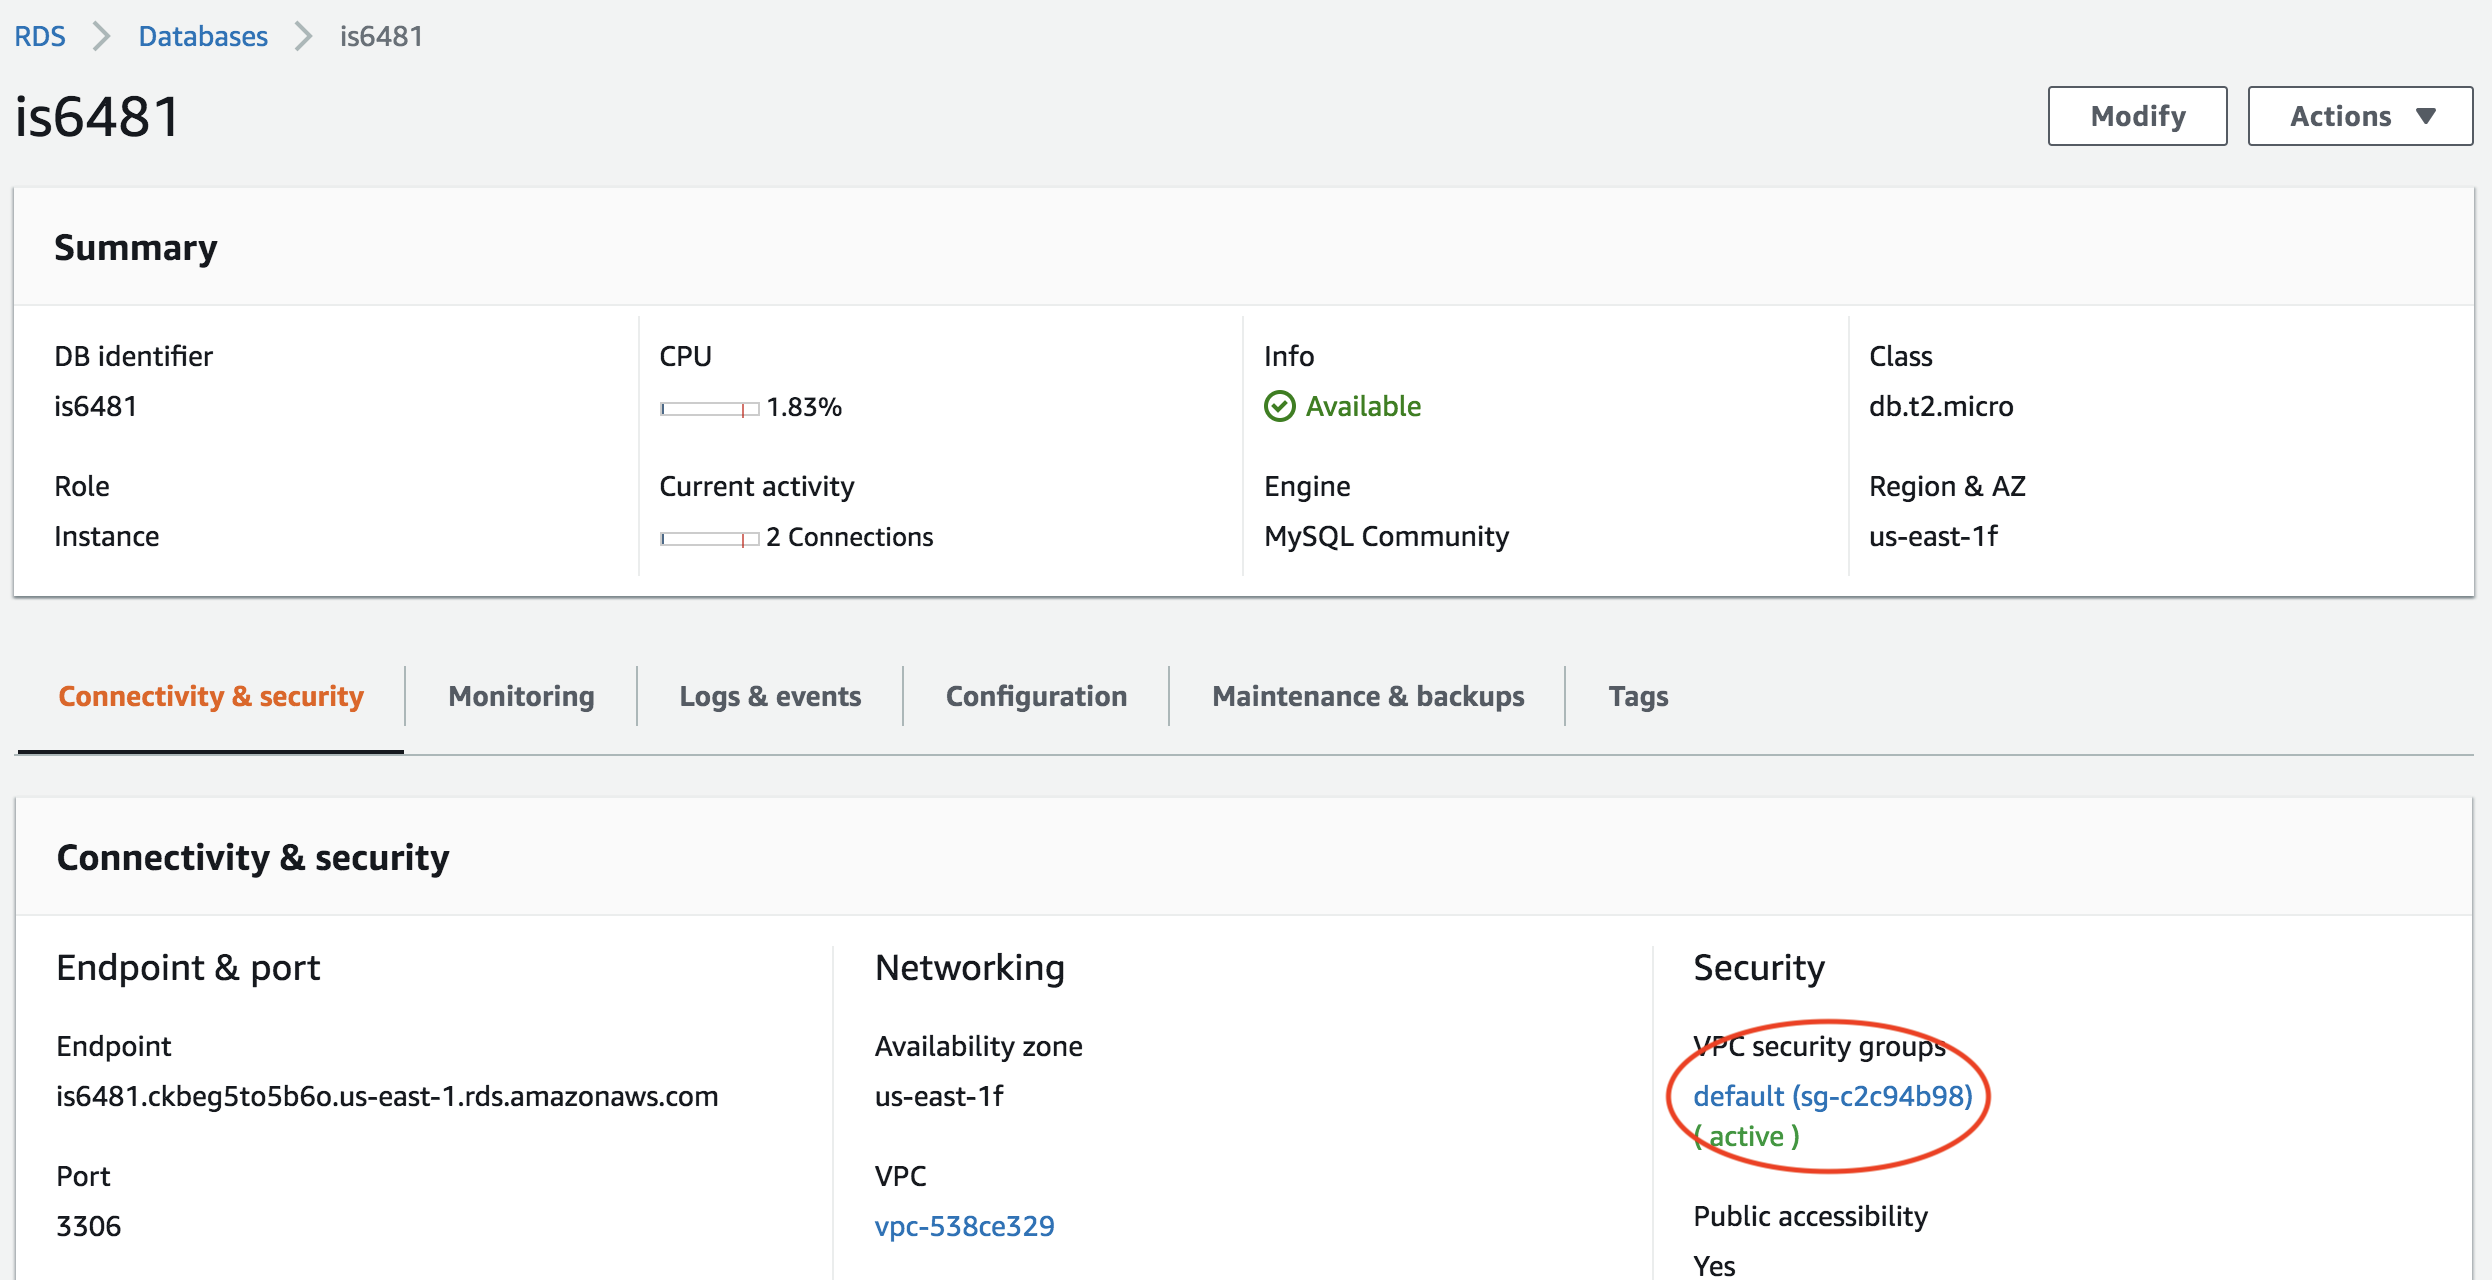 RDS > Databases > is6481
is6481
Modify
Actions
Summary
DB identifier
is6481
CPU
1.83%
Info
Available
Class
db.t2.micro
Role
Instance
Current activity
2 Connections
Engine
MySQL Community
Region & AZ
us-east-1f
Connectivity & security
Monitoring
Logs & events
Configuration
Maintenance & backups
Tags
Connectivity & security
Endpoint & port
Endpoint
is6481.ckbeg5to5b6o.us-east-1.rds.amazonaws.com
Port
3306
Networking
Availability zone
us-east-1f
VPC
vpc-538ce329
Security
VPC security groups
default (sg-c2c94b98)
( active )
Public accessibility
Yes